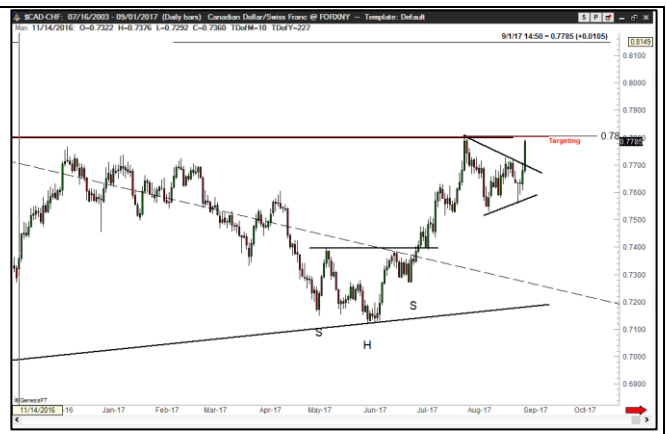 $CAD-CHF: 07/16/2003 - 09/01/2017 (Daily bars) Canadian Dollar/Swiss Franc @ FORXNY — Template: Default
S P
Mon 11/14/2016: O=0.7322 H=0.7376 L=0.7292 C=0.7360 TDofM=10 TDofY=227
9/1/17 14:50 = 0.7785 (+0.0105)
0.8149
0.8100
0.8000
0.7900
0.78
0.7785
Targeting
0.7700
0.7600
0.7500
0.7400
0.7300
0.7200
0.7100
0.7000
0.6900
S
S
H
©GenesisFT
11/14/2016 -16 Jan-17 Feb-17 Mar-17 Apr-17 May-17 Jun-17 Jul-17 Aug-17 Sep-17 Oct-17